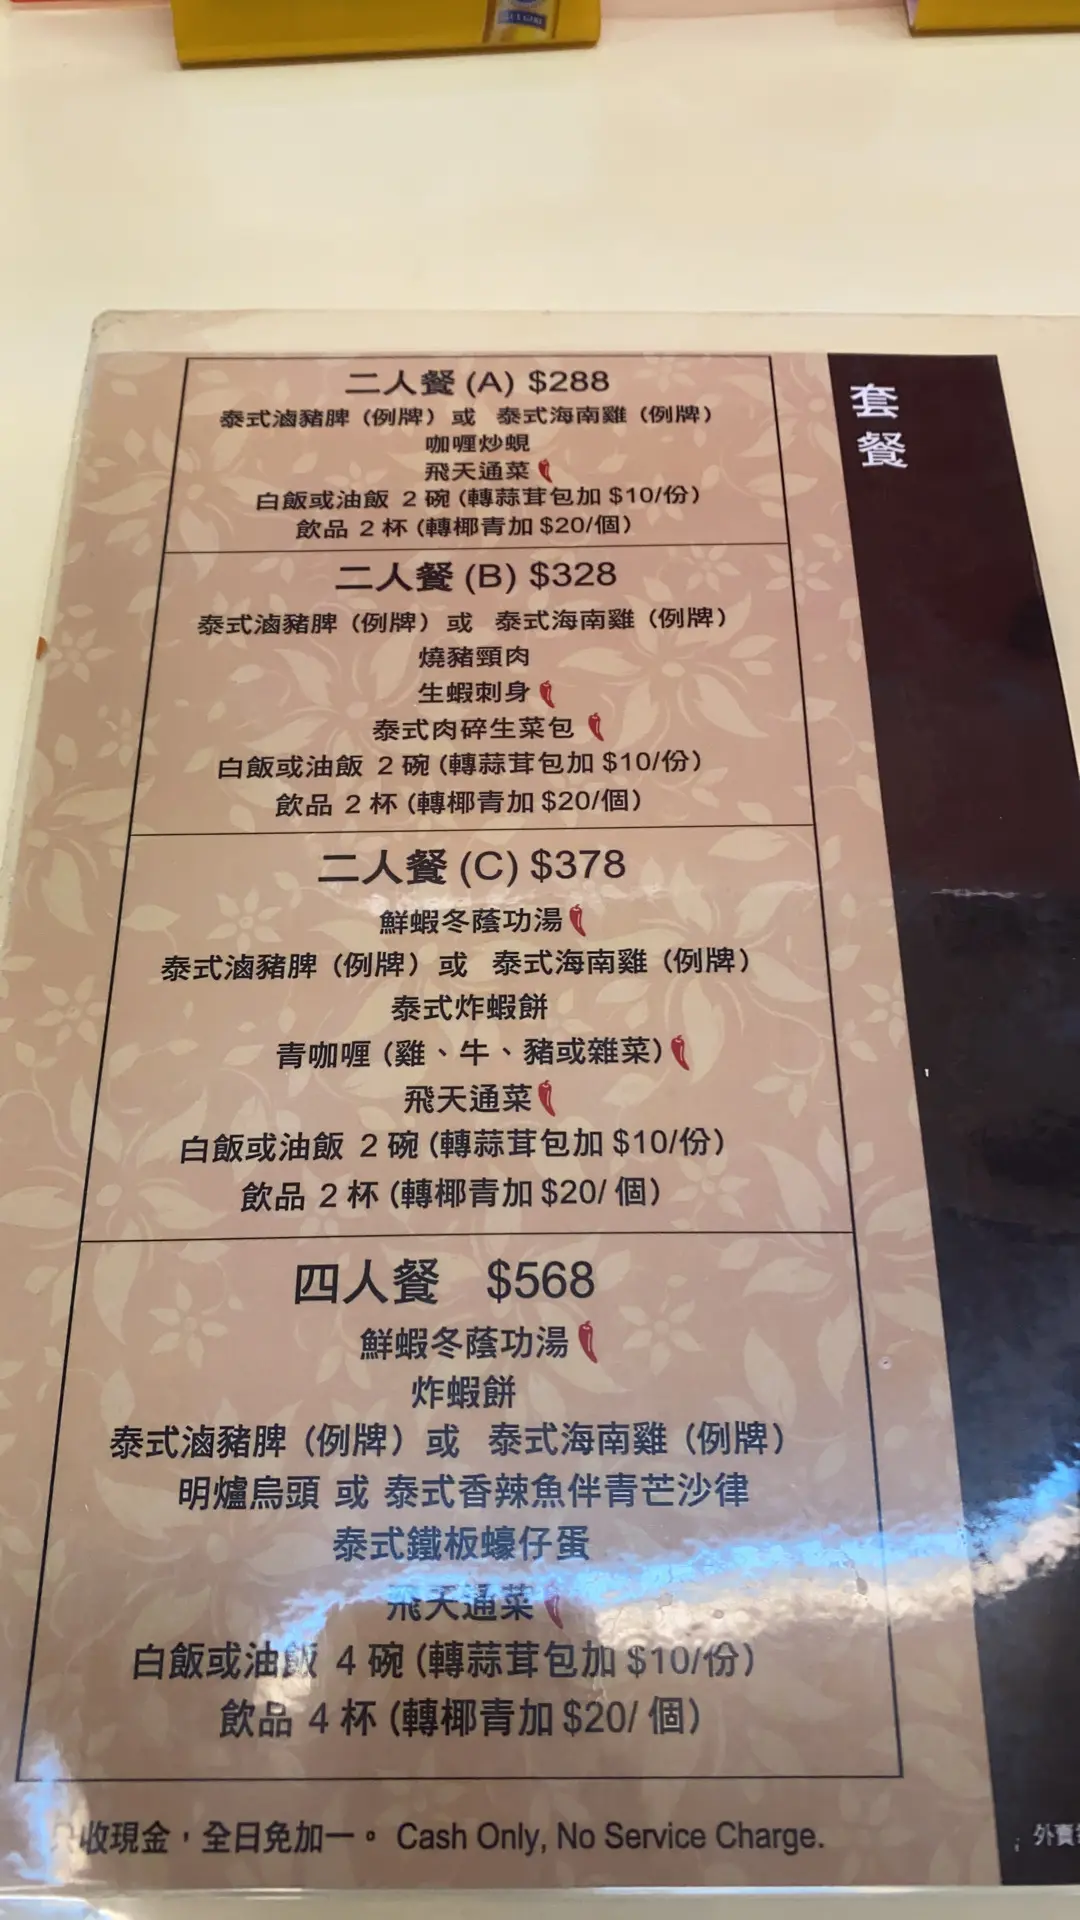 套餐
二人餐 (A) $288
泰式滷豬脾（例牌）或 泰式海南雞（例牌）
咖喱炒蜆
飛天通菜
白飯或油飯 2 碗 (轉蒜茸包加 $10/份)
飲品 2 杯 (轉椰青加 $20/個)
二人餐 (B) $328
泰式滷豬脾（例牌）或 泰式海南雞（例牌）
燒豬頸肉
生蝦刺身
泰式肉碎生菜包
白飯或油飯 2 碗 (轉蒜茸包加 $10/份)
飲品 2 杯 (轉椰青加 $20/個)
二人餐 (C) $378
鮮蝦冬蔭功湯
泰式滷豬脾（例牌）或 泰式海南雞（例牌）
泰式炸蝦餅
青咖喱 (雞、牛、豬或雜菜)
飛天通菜
白飯或油飯 2 碗 (轉蒜茸包加 $10/份)
飲品 2 杯 (轉椰青加 $20/ 個)
四人餐 $568
鮮蝦冬蔭功湯
炸蝦餅
泰式滷豬脾（例牌）或 泰式海南雞（例牌）
明爐烏頭 或 泰式香辣魚伴青芒沙律
泰式鐵板蠔仔蛋
飛天通菜
白飯或油飯 4 碗 (轉蒜茸包加 $10/份)
飲品 4 杯 (轉椰青加 $20/ 個)
收現金，全日免加一。 Cash Only, No Service Charge.
外賣